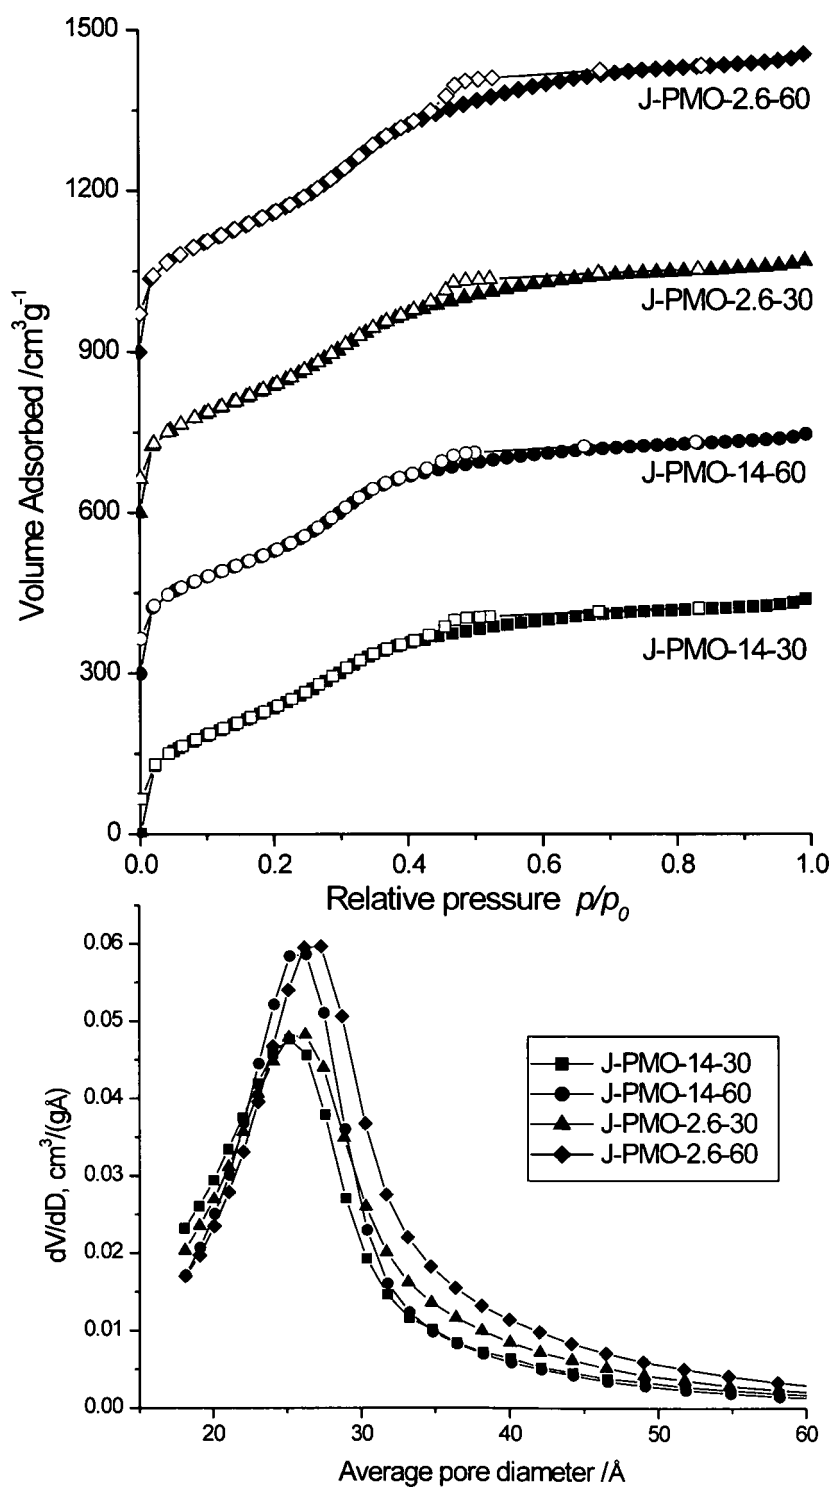 1500
1200
900
600
300
0
Volume Adsorbed /cm³g⁻¹
J-PMO-2.6-60
J-PMO-2.6-30
J-PMO-14-60
J-PMO-14-30
0.0 0.2 0.4 0.6 0.8 1.0
Relative pressure p/p₀
0.06
0.05
0.04
0.03
0.02
0.01
0.00
dV/dD, cm³/(gÅ)
J-PMO-14-30
J-PMO-14-60
J-PMO-2.6-30
J-PMO-2.6-60
20 30 40 50 60
Average pore diameter /Å